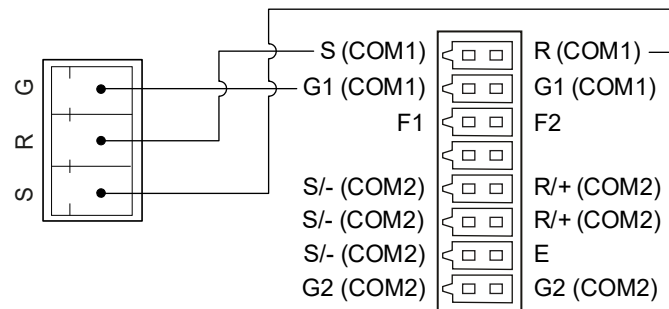 G
R
S
S (COM1) R (COM1)
G1 (COM1) G1 (COM1)
F1 F2
S/- (COM2) R/+ (COM2)
S/- (COM2) R/+ (COM2)
S/- (COM2) E
G2 (COM2) G2 (COM2)